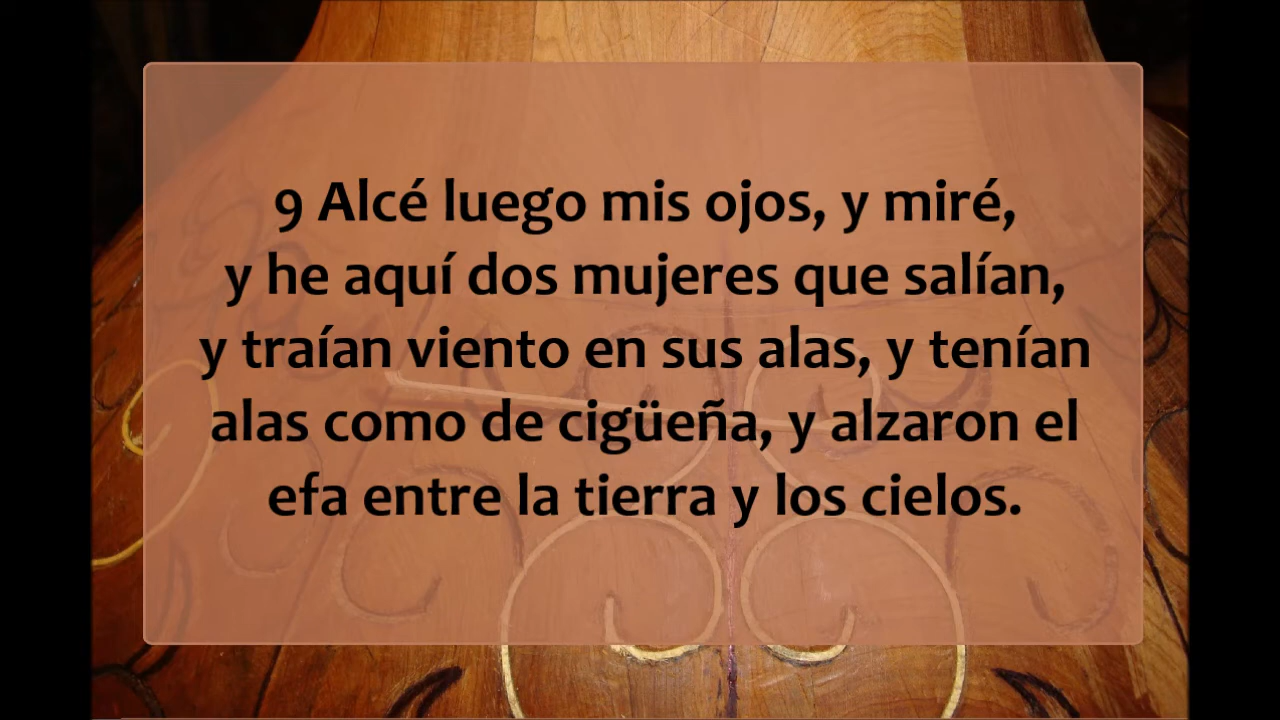 9 Alcé luego mis ojos, y miré,
y he aquí dos mujeres que salían,
y traían viento en sus alas, y tenían
alas como de cigüeña, y alzaron el
efa entre la tierra y los cielos.